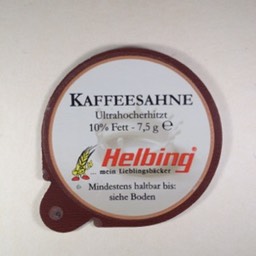 KAFFEESAHNE
Ultrahocherhitzt
10% Fett - 7,5 g ℮
Helbing
mein Lieblingsbäcker
Mindestens haltbar bis:
siehe Boden